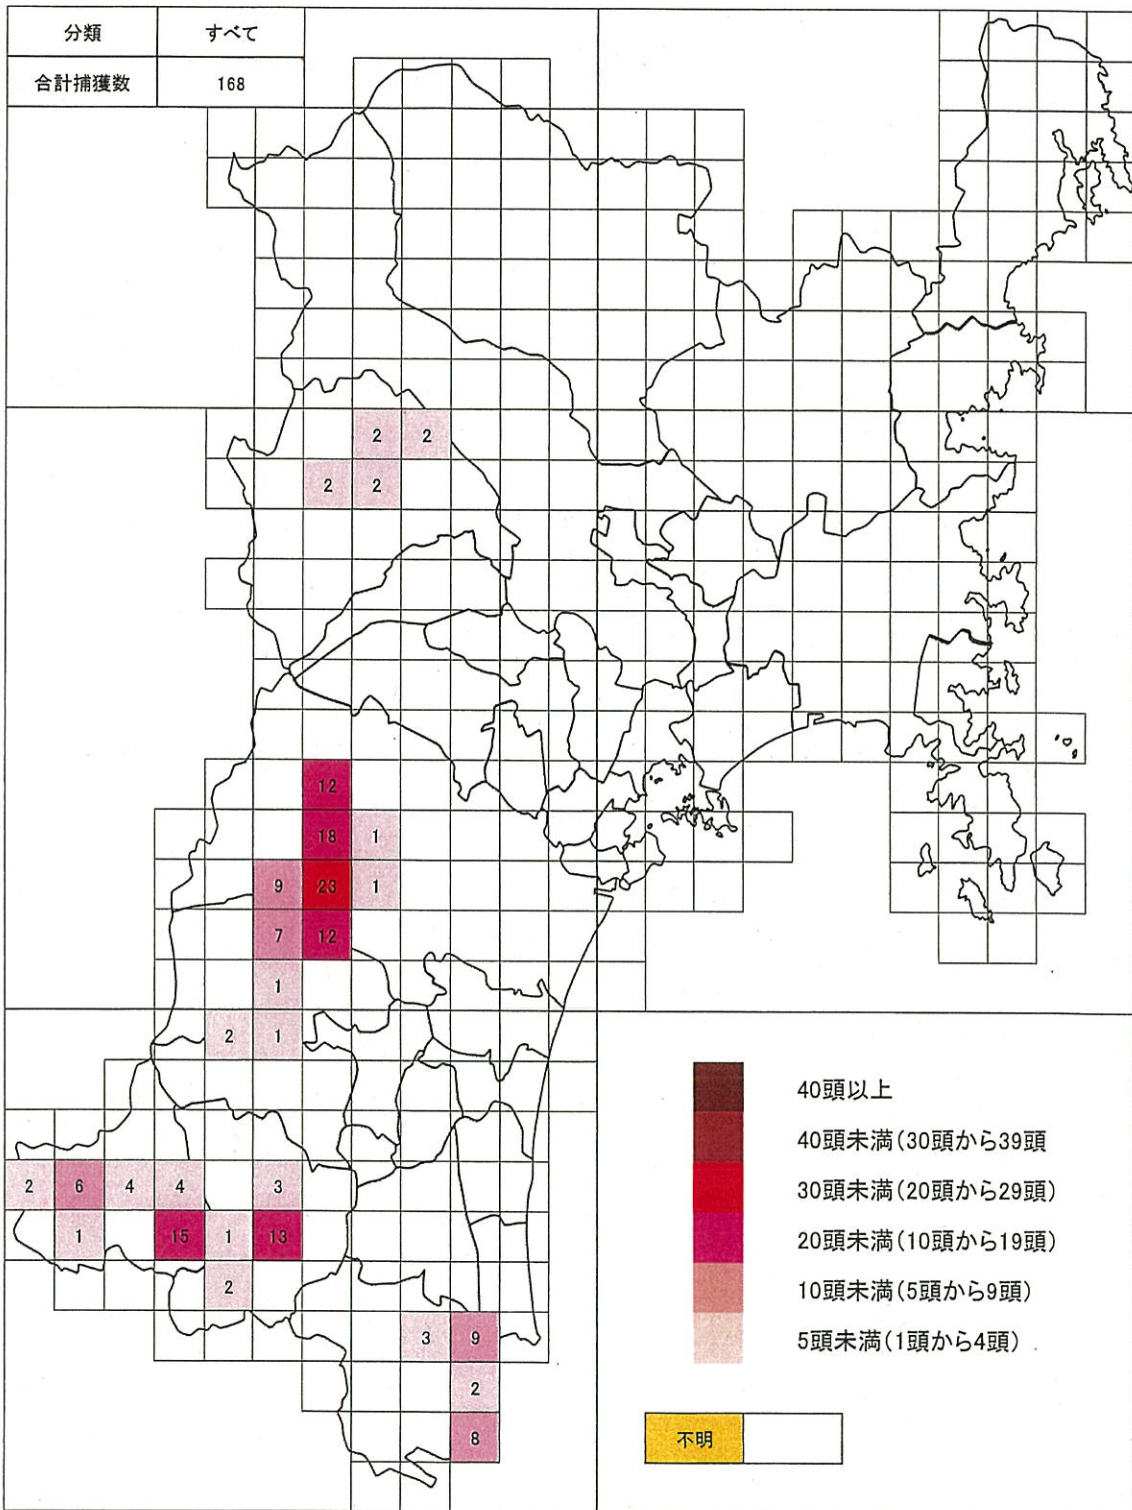 分類 すべて
合計捕獲数 168
2 2
2 2
12
18 1
9 23 1
7 12
1
2 1
2 6 4 4 3
1 15 1 13
2
3 9
2
8
40頭以上
40頭未満(30頭から39頭
30頭未満(20頭から29頭)
20頭未満(10頭から19頭)
10頭未満(5頭から9頭)
5頭未満(1頭から4頭)
不明